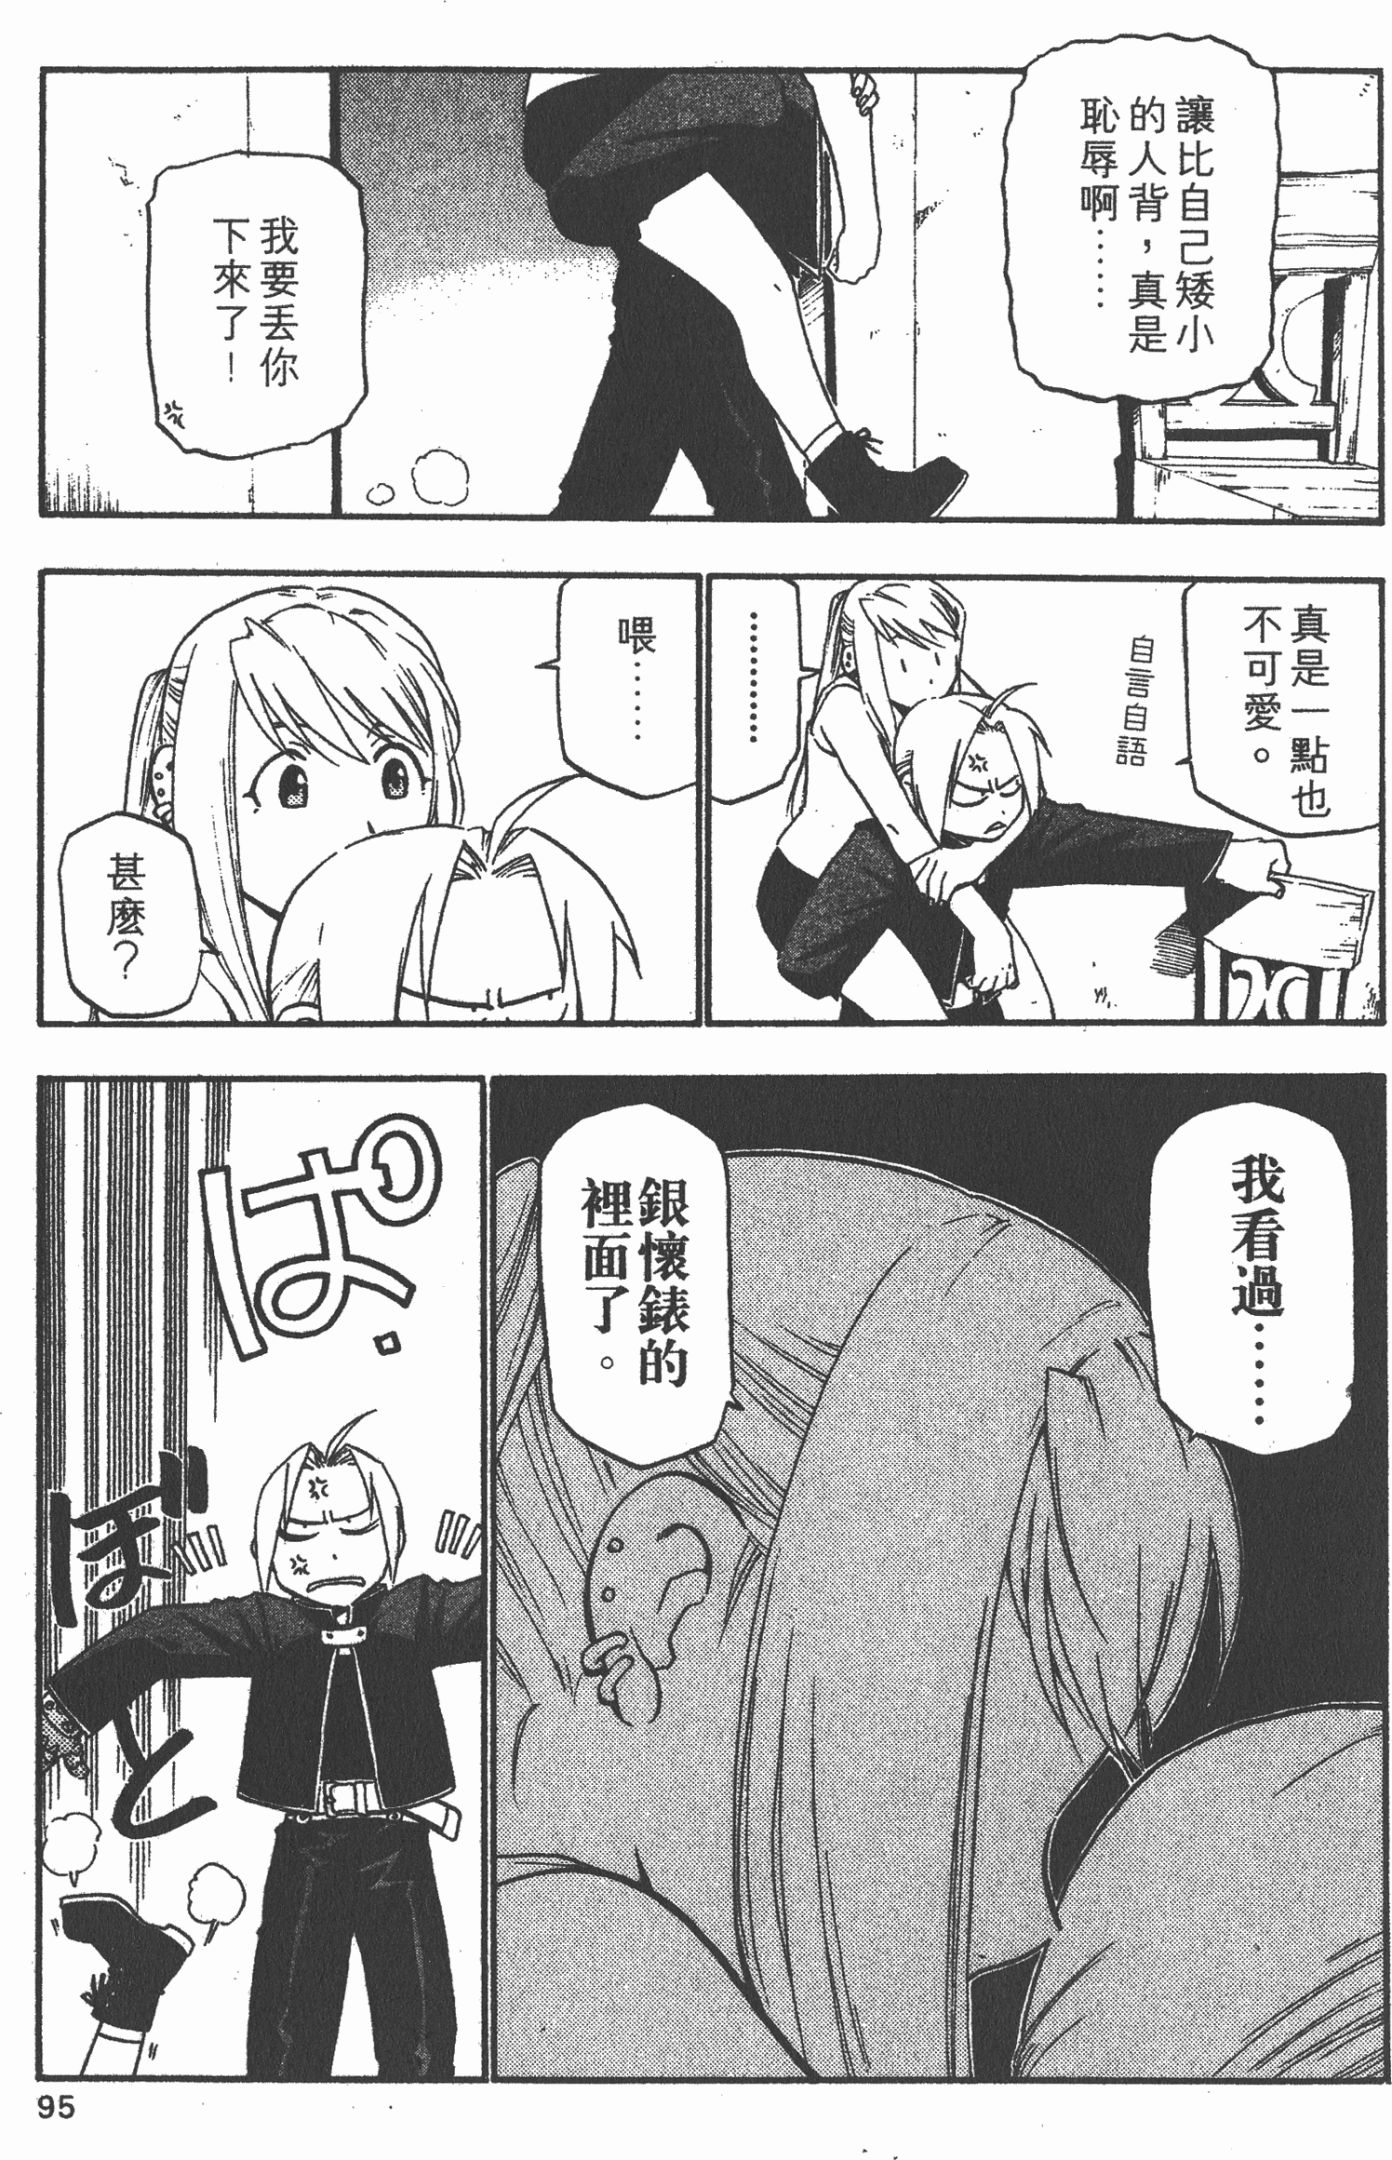 讓比自己矮小
的人背，真是
恥辱啊……
我要丟你
下來了！
真是一點也
不可愛。
自言自語
…………
喂……
甚麼？
我看過……
銀懷錶的
裡面了。
ぱ.
ぼとっ
95